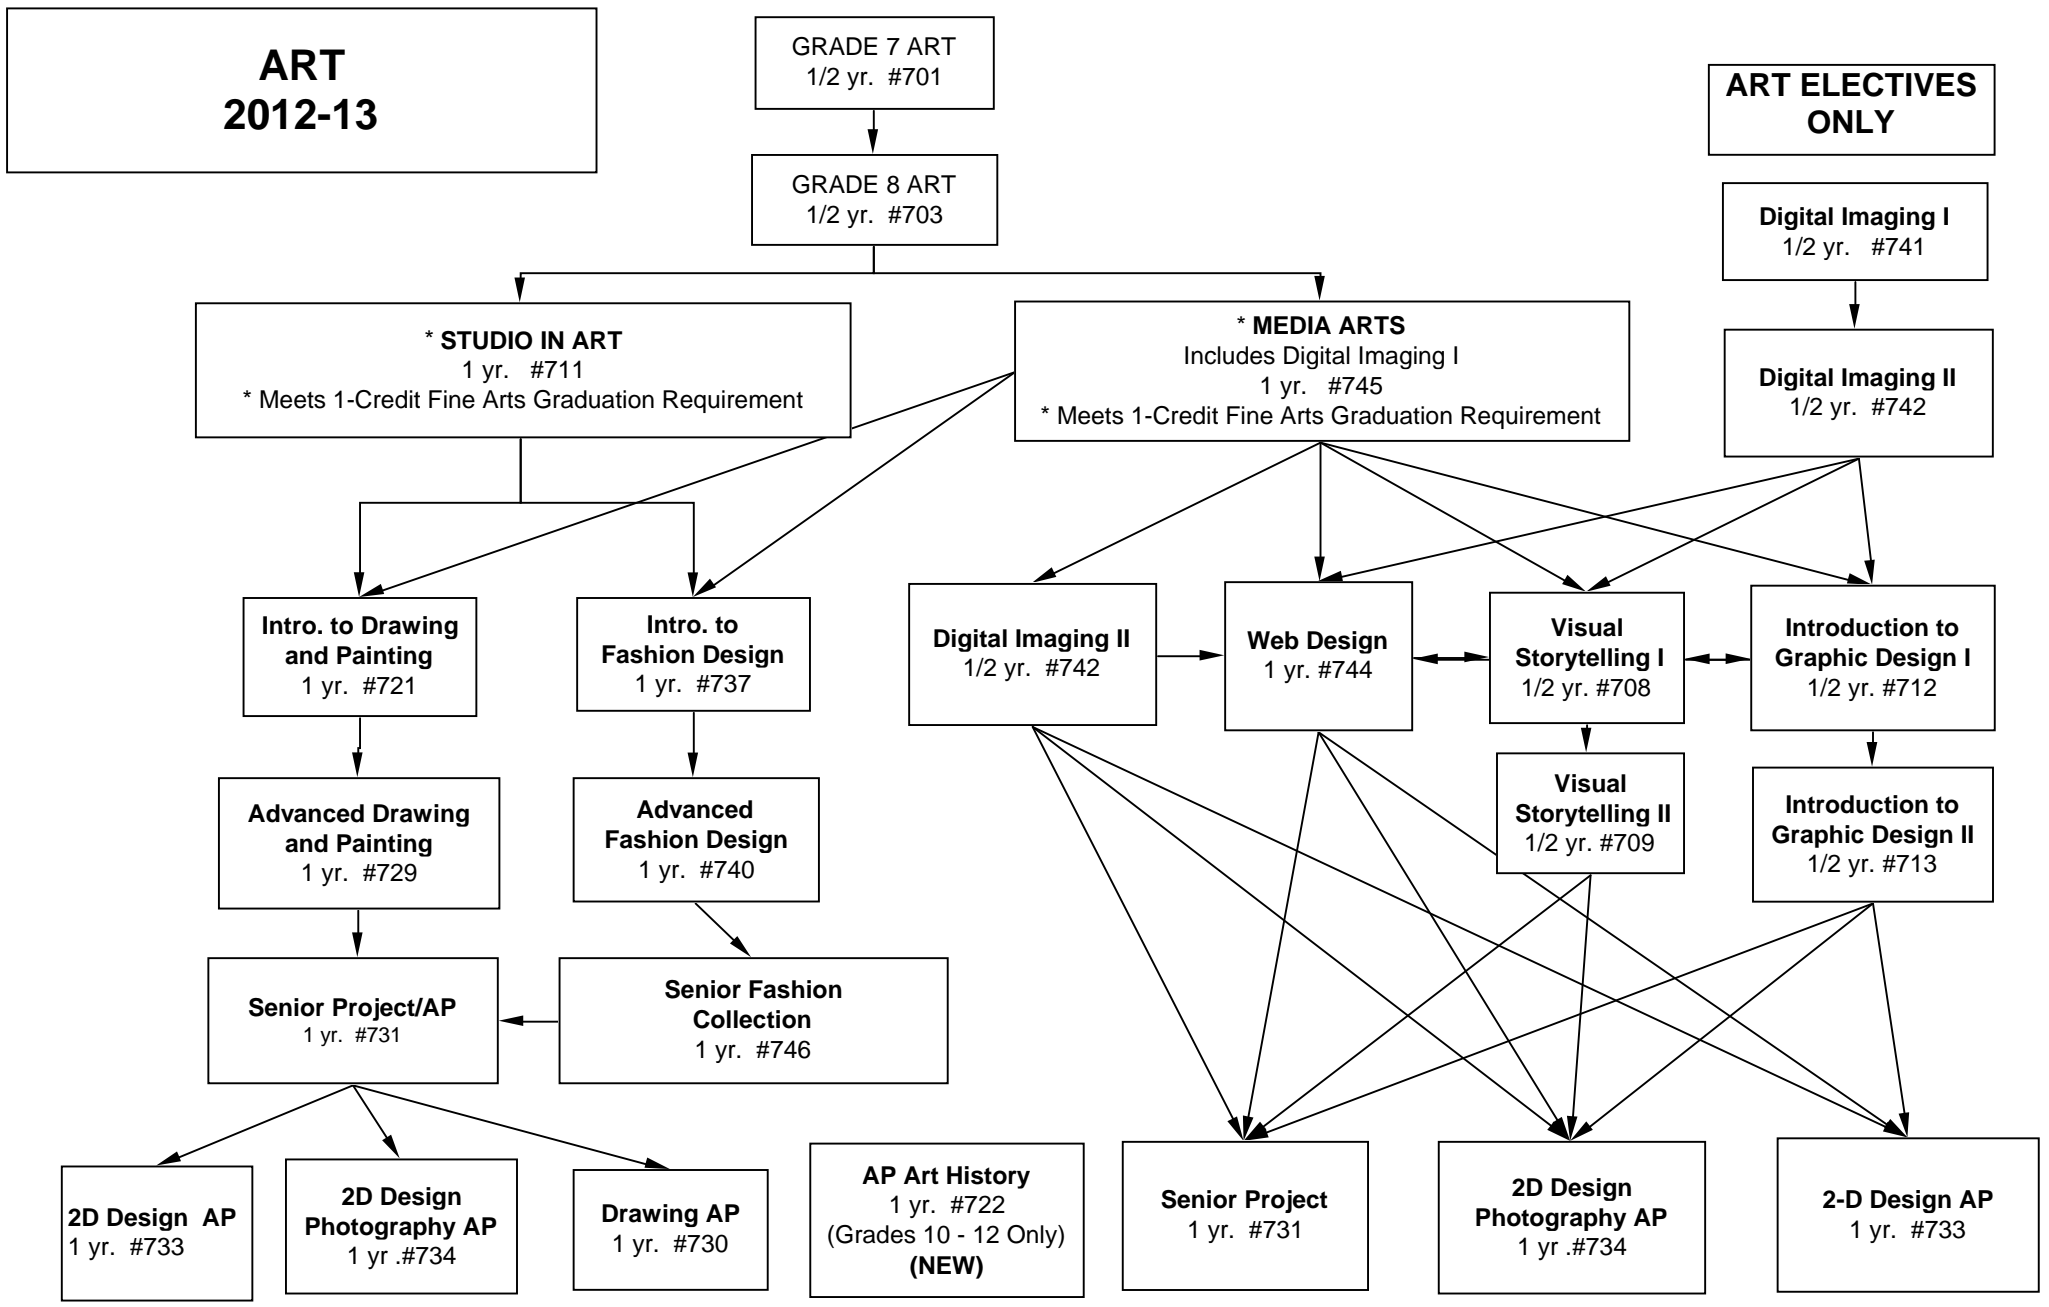 ART
2012-13
GRADE 7 ART
1/2 yr.  #701
ART ELECTIVES
ONLY
GRADE 8 ART
1/2 yr.  #703
Digital Imaging I
1/2 yr.   #741
* STUDIO IN ART
1 yr.   #711
* Meets 1-Credit Fine Arts Graduation Requirement
* MEDIA ARTS
Includes Digital Imaging I
1 yr.   #745
* Meets 1-Credit Fine Arts Graduation Requirement
Digital Imaging II
1/2 yr.  #742
Intro. to Drawing
and Painting
1 yr.  #721
Intro. to
Fashion Design
1 yr.  #737
Digital Imaging II
1/2 yr.  #742
Web Design
1 yr. #744
Visual
Storytelling I
1/2 yr. #708
Introduction to
Graphic Design I
1/2 yr. #712
Advanced Drawing
and Painting
1 yr.  #729
Advanced
Fashion Design
1 yr.  #740
Visual
Storytelling II
1/2 yr. #709
Introduction to
Graphic Design II
1/2 yr. #713
Senior Project/AP
1 yr.  #731
Senior Fashion
Collection
1 yr.  #746
2D Design  AP
1 yr.  #733
2D Design
Photography AP
1 yr .#734
Drawing AP
1 yr.  #730
AP Art History
1 yr.  #722
(Grades 10 - 12 Only)
(NEW)
Senior Project
1 yr.  #731
2D Design
Photography AP
1 yr .#734
2-D Design AP
1 yr.  #733